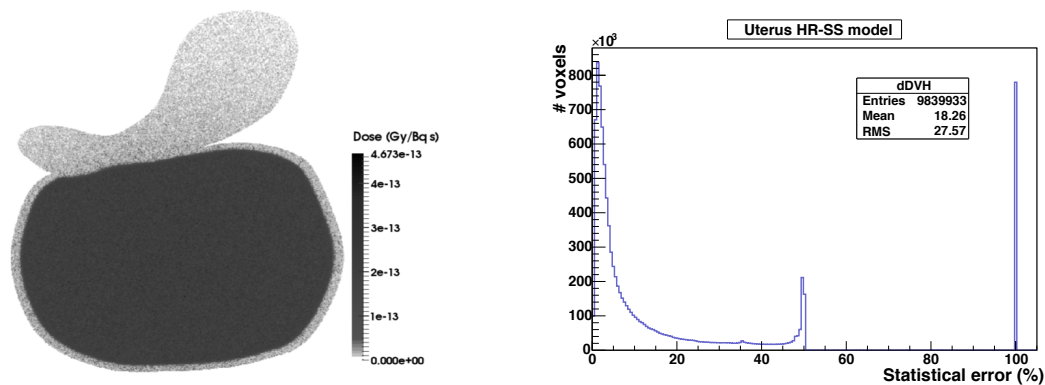 Dose (Gy/Bq s)
4.673e-13
4e-13
3e-13
2e-13
1e-13
0.000e+00
Uterus HR-SS model
×10³
# voxels
800
700
600
500
400
300
200
100
0
dDVH
Entries 9839933
Mean 18.26
RMS 27.57
0 20 40 60 80 100
Statistical error (%)